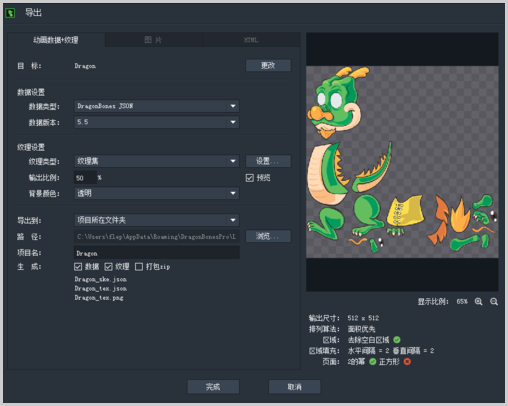 导出
动画数据+纹理 图 片 HTML
目 标: Dragon 更改
数据设置
数据类型: DragonBones JSON
数据版本: 5.5
纹理设置
纹理类型: 纹理集 设置...
输出比例: 50 % 预览
背景颜色: 透明
导出到: 项目所在文件夹
路 径: C:\Users\flop\AppData\Roaming\DragonBonesPro\L 浏览...
项目名: Dragon
生 成: 数据 纹理 打包zip
Dragon_ske.json
Dragon_tex.json
Dragon_tex.png
显示比例: 65%
输出尺寸: 512 x 512
排列算法: 面积优先
区域: 去除空白区域
区域填充: 水平间隔 = 2 垂直间隔 = 2
页面: 2的幂 正方形
完成 取消